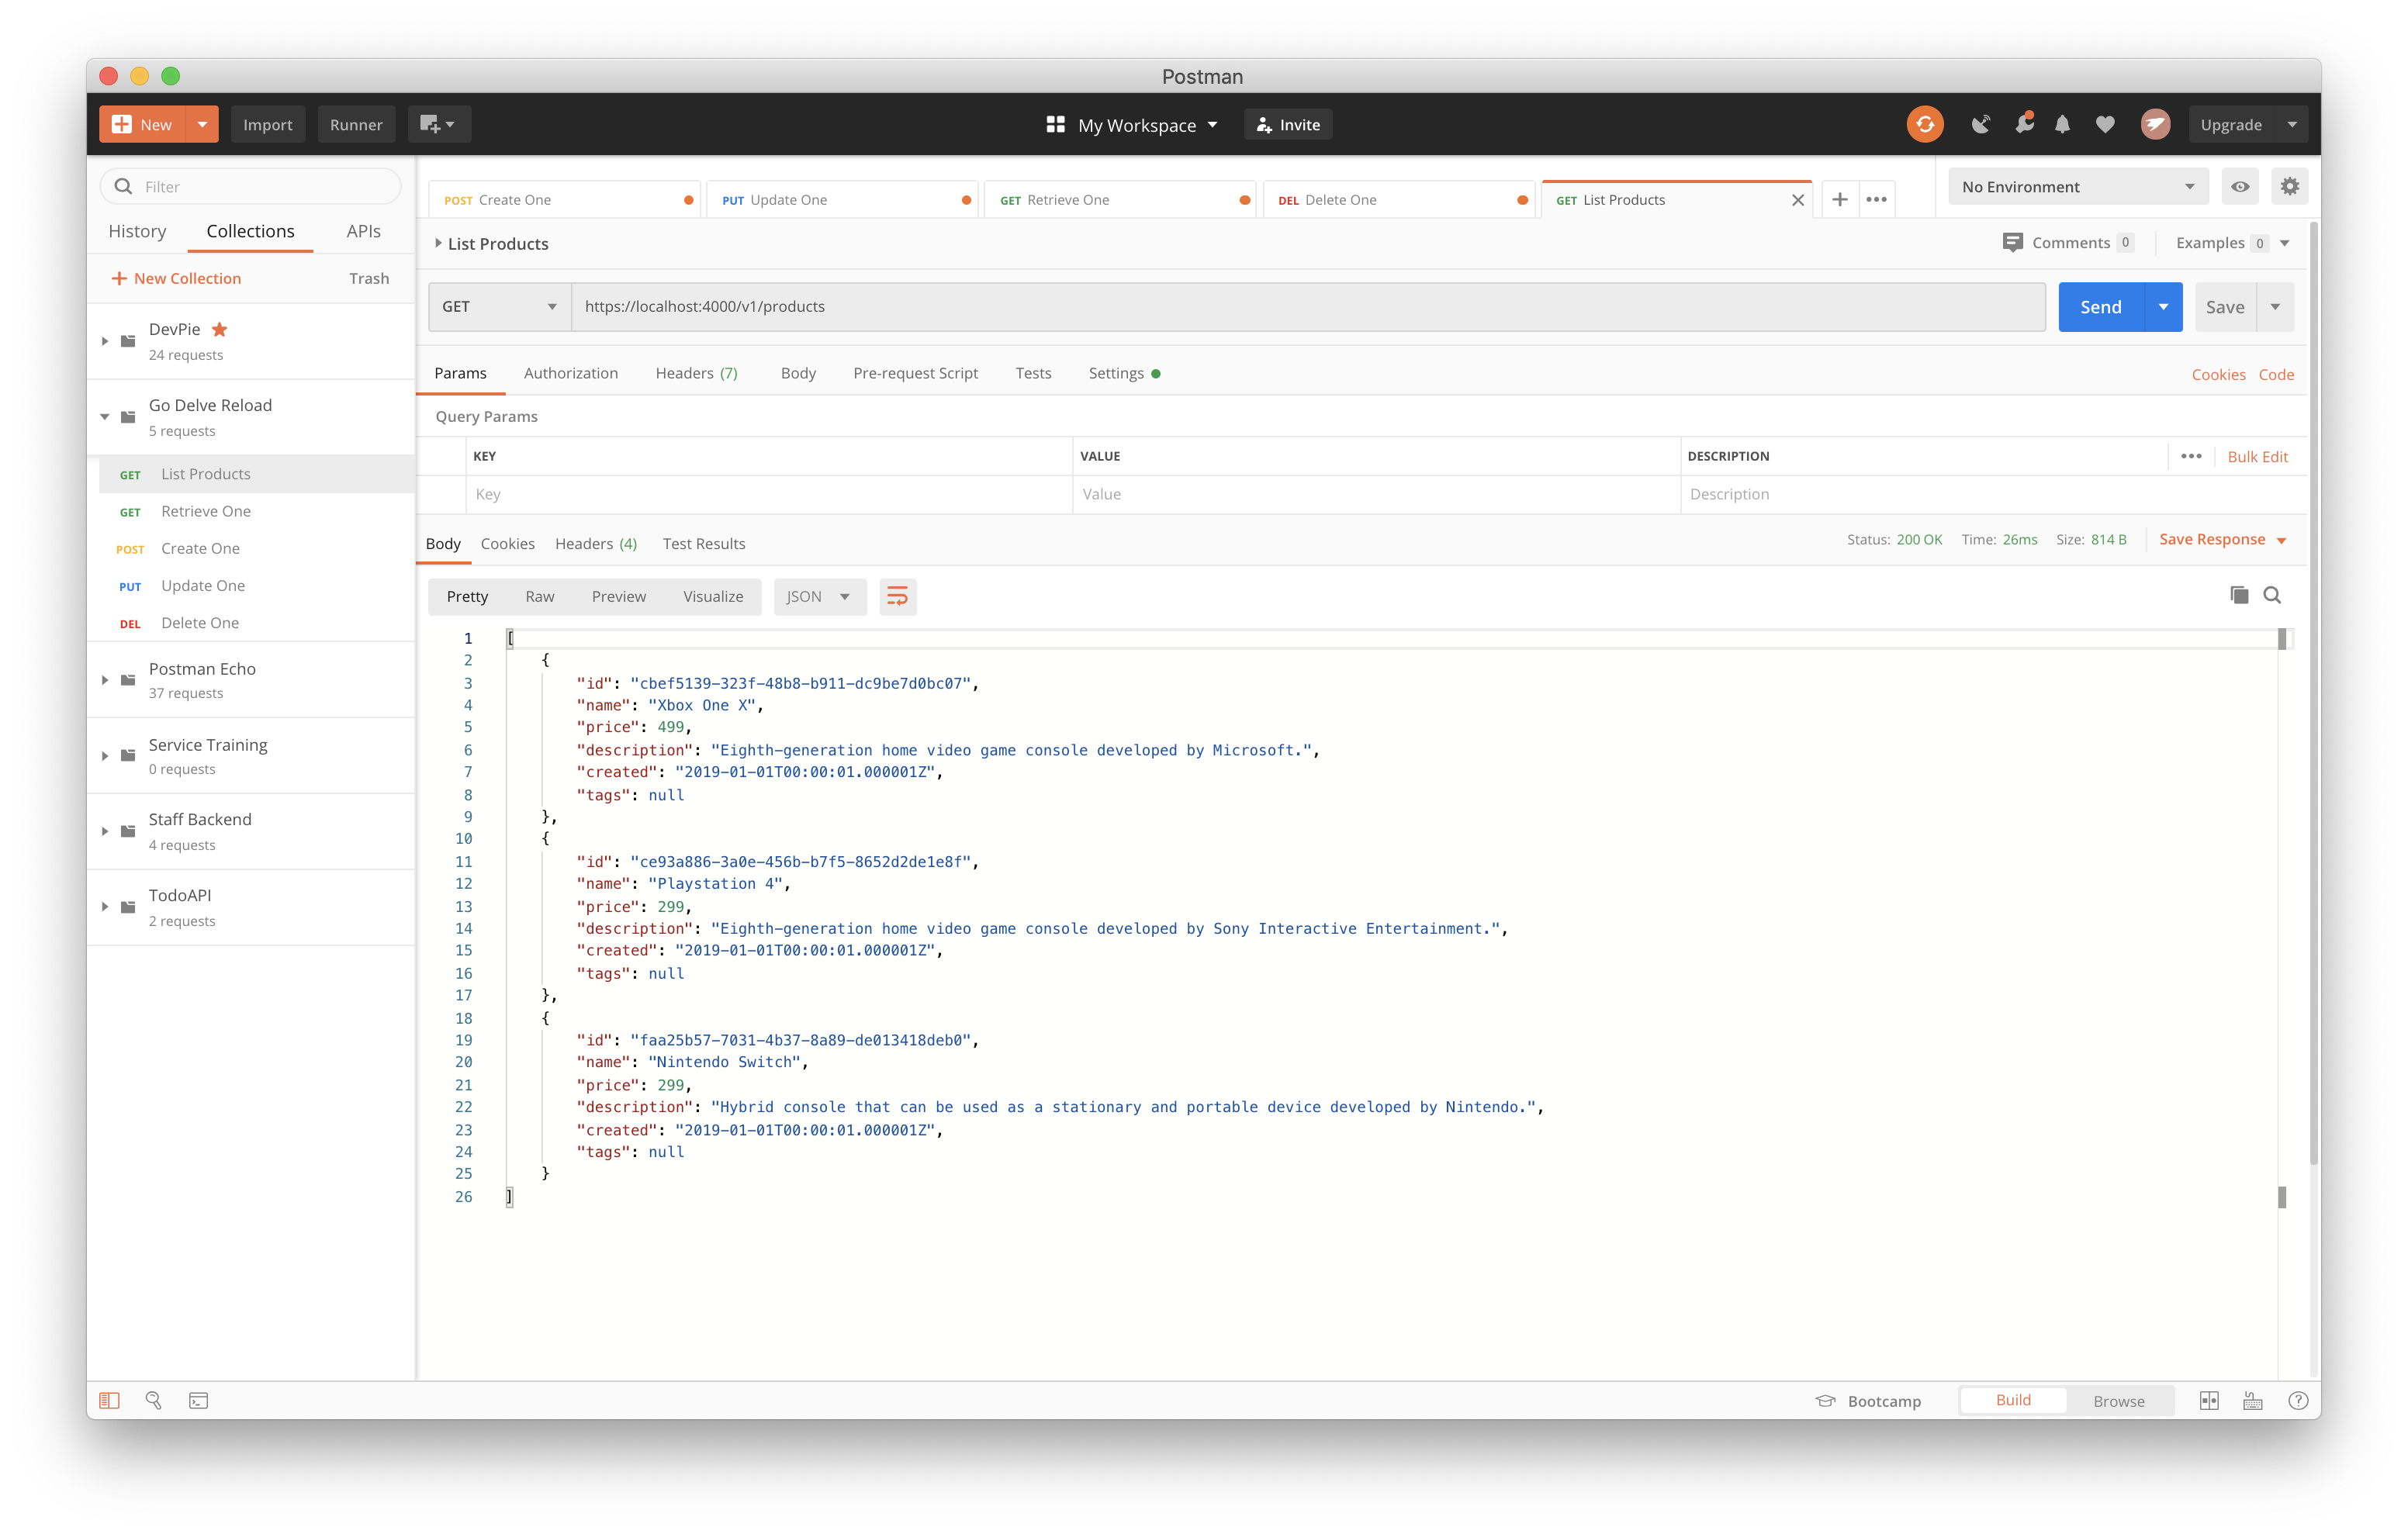 Postman
New
Import
Runner
My Workspace
Invite
Upgrade
Filter
History
Collections
APIs
New Collection
Trash
DevPie
24 requests
Go Delve Reload
5 requests
GET List Products
GET Retrieve One
POST Create One
PUT Update One
DEL Delete One
Postman Echo
37 requests
Service Training
0 requests
Staff Backend
4 requests
TodoAPI
2 requests
POST Create One
PUT Update One
GET Retrieve One
DEL Delete One
GET List Products
No Environment
List Products
Comments 0
Examples 0
GET
https://localhost:4000/v1/products
Send
Save
Params
Authorization
Headers (7)
Body
Pre-request Script
Tests
Settings
Cookies
Code
Query Params
KEY
VALUE
DESCRIPTION
Bulk Edit
Key
Value
Description
Body
Cookies
Headers (4)
Test Results
Status: 200 OK
Time: 26ms
Size: 814 B
Save Response
Pretty
Raw
Preview
Visualize
JSON
1 [
2 {
3 "id": "cbef5139-323f-48b8-b911-dc9be7d0bc07",
4 "name": "Xbox One X",
5 "price": 499,
6 "description": "Eighth-generation home video game console developed by Microsoft.",
7 "created": "2019-01-01T00:00:01.000001Z",
8 "tags": null
9 },
10 {
11 "id": "ce93a886-3a0e-456b-b7f5-8652d2de1e8f",
12 "name": "Playstation 4",
13 "price": 299,
14 "description": "Eighth-generation home video game console developed by Sony Interactive Entertainment.",
15 "created": "2019-01-01T00:00:01.000001Z",
16 "tags": null
17 },
18 {
19 "id": "faa25b57-7031-4b37-8a89-de013418deb0",
20 "name": "Nintendo Switch",
21 "price": 299,
22 "description": "Hybrid console that can be used as a stationary and portable device developed by Nintendo.",
23 "created": "2019-01-01T00:00:01.000001Z",
24 "tags": null
25 }
26 ]
Bootcamp
Build
Browse